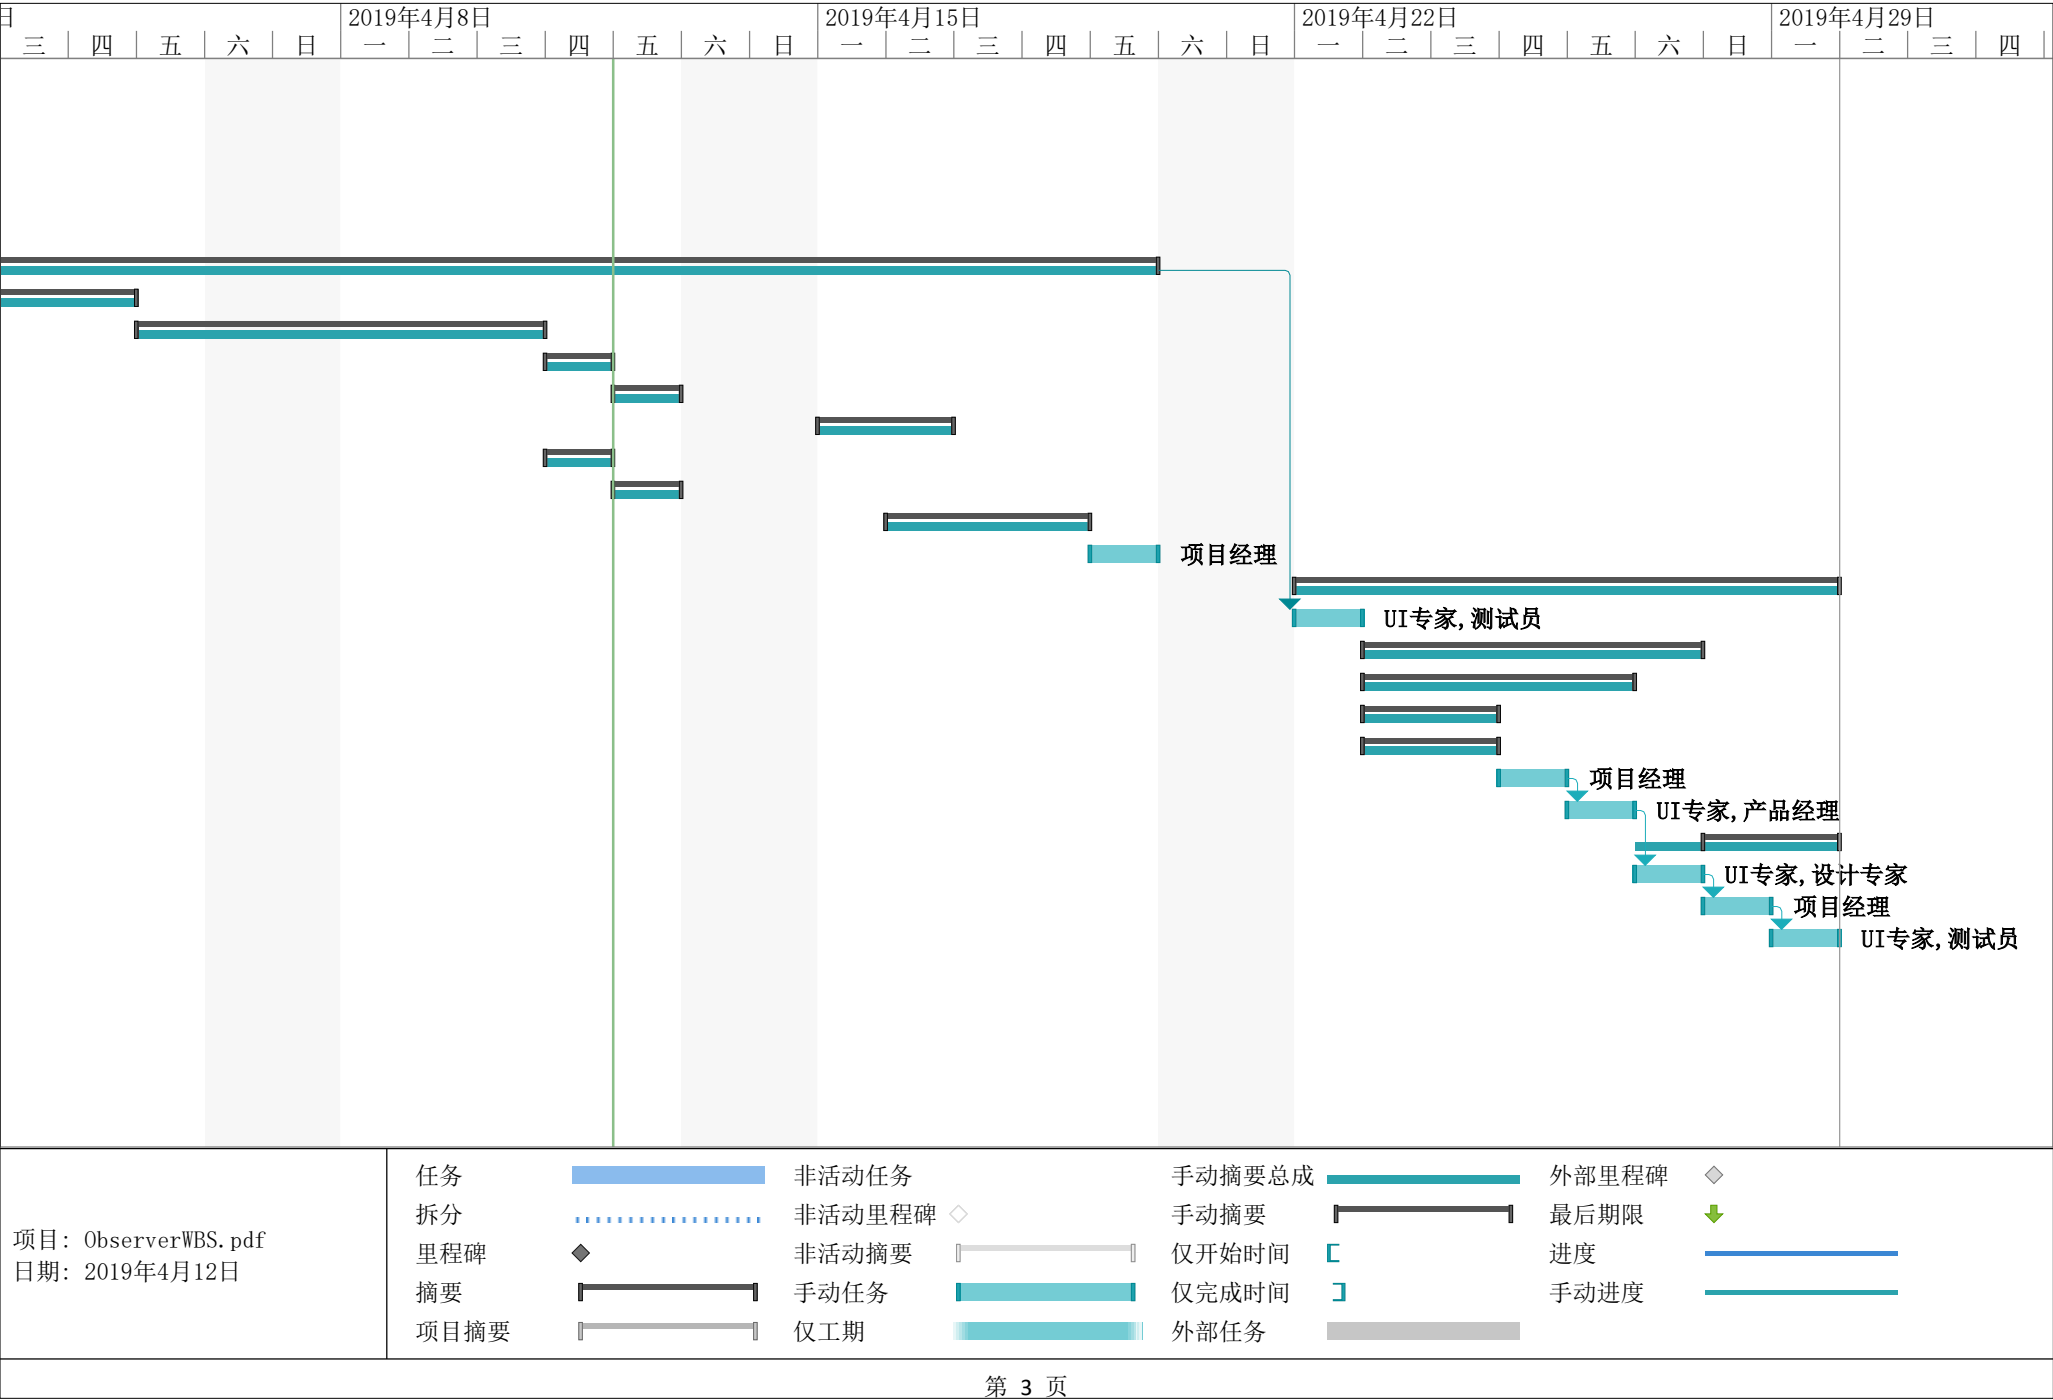 日 2019年4月8日 2019年4月15日 2019年4月22日 2019年4月29日
三 四 五 六 日 一 二 三 四 五 六 日 一 二 三 四 五 六 日 一 二 三 四 五 六 日 一 二 三 四
项目经理
UI专家,测试员
项目经理
UI专家,产品经理
UI专家,设计专家
项目经理
UI专家,测试员
项目: ObserverWBS.pdf
日期: 2019年4月12日
任务 非活动任务 手动摘要总成 外部里程碑
拆分 非活动里程碑 手动摘要 最后期限
里程碑 非活动摘要 仅开始时间 进度
摘要 手动任务 仅完成时间 手动进度
项目摘要 仅工期 外部任务
第 3 页